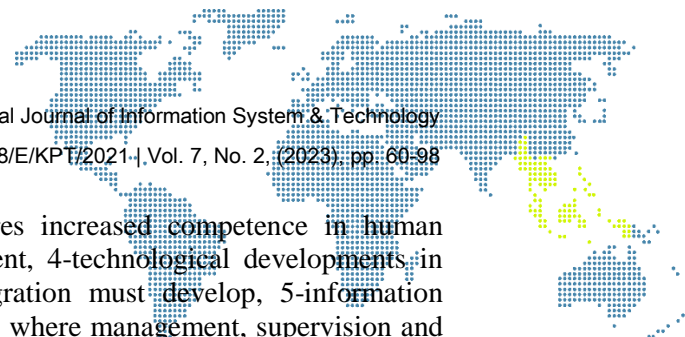 al Journal of Information System & Technology
8/E/KPT/2021 | Vol. 7, No. 2, (2023), pp. 60-98
res increased competence in human
ent, 4-technological developments in
gration must develop, 5-information
where management, supervision and